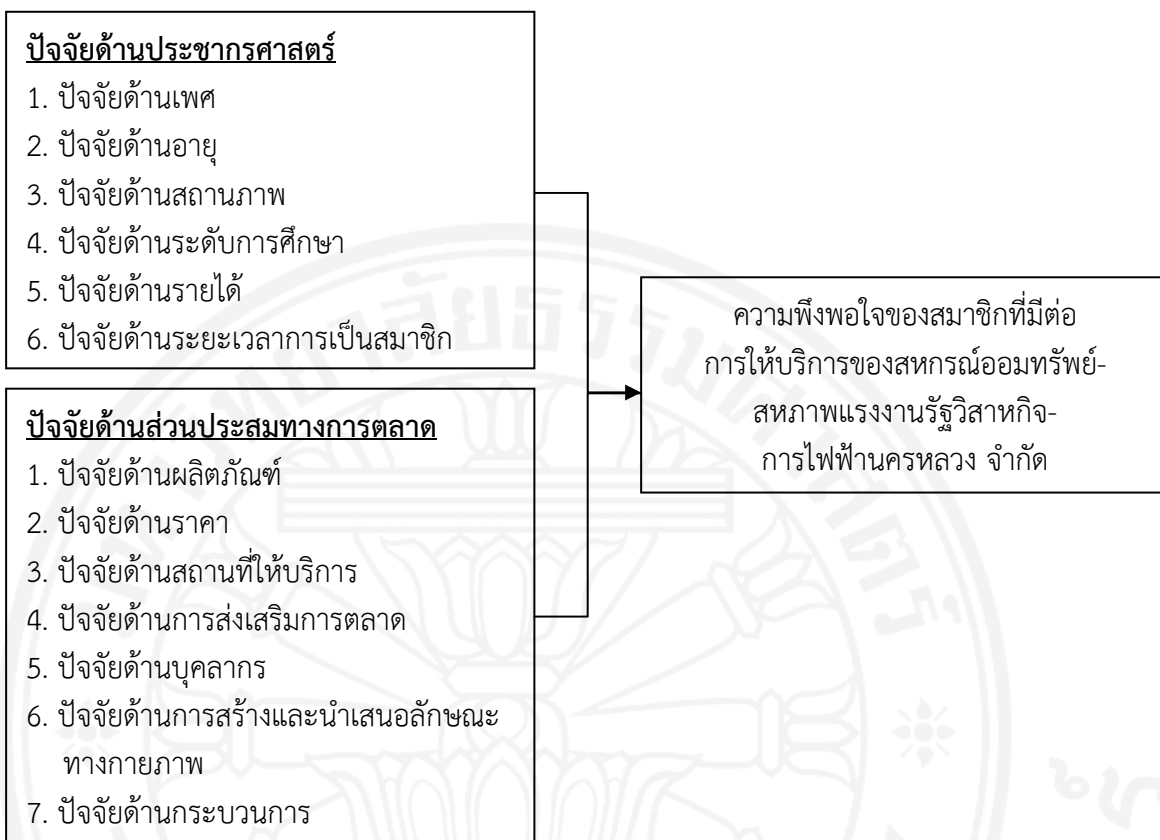 ปัจจัยด้านประชากรศาสตร์
1. ปัจจัยด้านเพศ
2. ปัจจัยด้านอายุ
3. ปัจจัยด้านสถานภาพ
4. ปัจจัยด้านระดับการศึกษา
5. ปัจจัยด้านรายได้
6. ปัจจัยด้านระยะเวลาการเป็นสมาชิก
ปัจจัยด้านส่วนประสมทางการตลาด
1. ปัจจัยด้านผลิตภัณฑ์
2. ปัจจัยด้านราคา
3. ปัจจัยด้านสถานที่ให้บริการ
4. ปัจจัยด้านการส่งเสริมการตลาด
5. ปัจจัยด้านบุคลากร
6. ปัจจัยด้านการสร้างและนำเสนอลักษณะ
ทางกายภาพ
7. ปัจจัยด้านกระบวนการ
ความพึงพอใจของสมาชิกที่มีต่อ
การให้บริการของสหกรณ์ออมทรัพย์-
สหภาพแรงงานรัฐวิสาหกิจ-
การไฟฟ้านครหลวง จำกัด